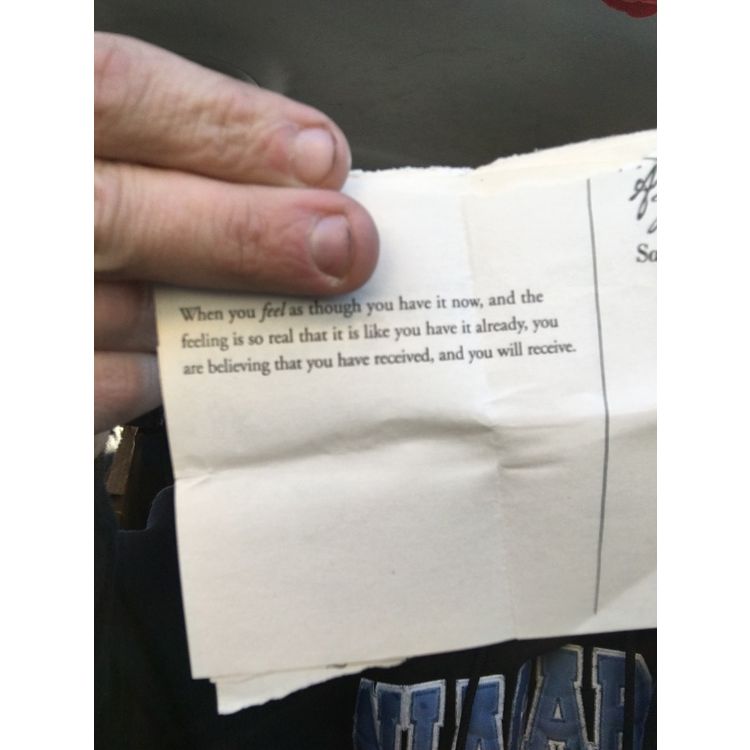 When you feel as though you have it now, and the
feeling is so real that it is like you have it already, you
are believing that you have received, and you will receive.